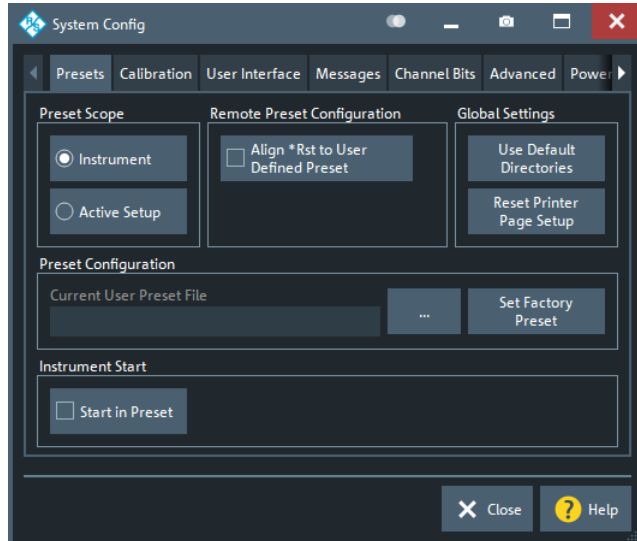 System Config
Presets Calibration User Interface Messages Channel Bits Advanced Power
Preset Scope
Instrument
Active Setup
Remote Preset Configuration
Align *Rst to User
Defined Preset
Global Settings
Use Default
Directories
Reset Printer
Page Setup
Preset Configuration
Current User Preset File
...
Set Factory
Preset
Instrument Start
Start in Preset
Close
? Help